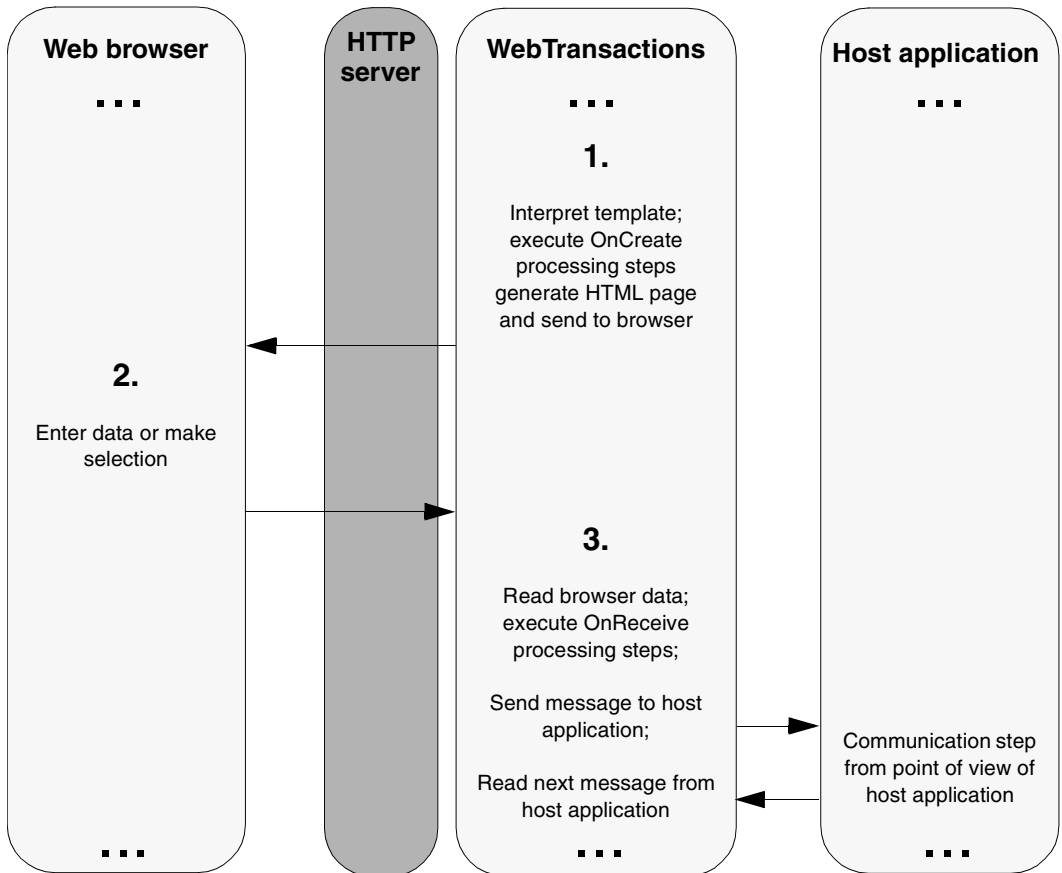 Web browser
HTTP
server
WebTransactions
Host application
...
...
...
1.
Interpret template;
execute OnCreate
processing steps
generate HTML page
and send to browser
2.
Enter data or make
selection
3.
Read browser data;
execute OnReceive
processing steps;
Send message to host
application;
Read next message from
host application
Communication step
from point of view of
host application
...
...
...